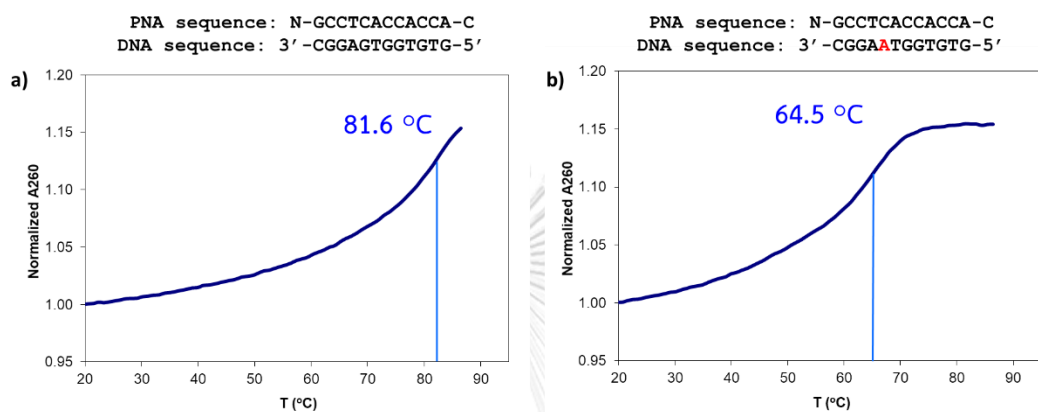 PNA sequence: N-GCCTCACCACCA-C
DNA sequence: 3’-CGGAGTGGTGTG-5’
a)
81.6 °C
Normalized A260
1.20
1.15
1.10
1.05
1.00
0.95
20 30 40 50 60 70 80 90
T (°C)
PNA sequence: N-GCCTCACCACCA-C
DNA sequence: 3’-CGGAATGGTGTG-5’
b)
64.5 °C
Normalized A260
1.20
1.15
1.10
1.05
1.00
0.95
20 30 40 50 60 70 80 90
T (°C)